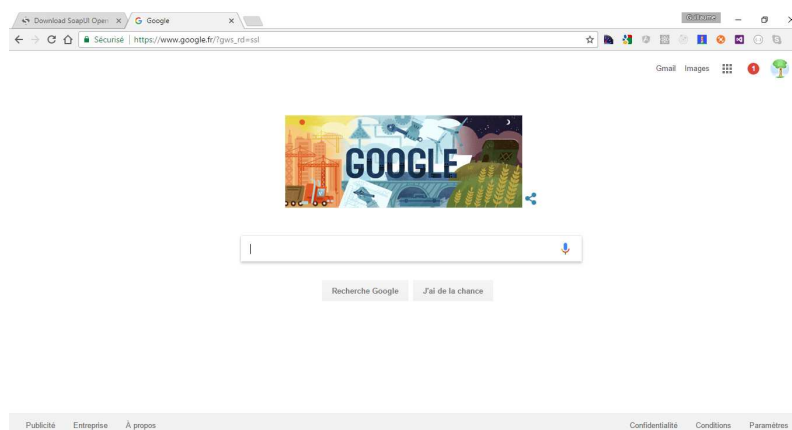 Download SoapUI Open
Google
Guillaume
Sécurisé
https://www.google.fr/?gws_rd=ssl
Gmail
Images
1
GOOGLE
Recherche Google
J'ai de la chance
Publicité
Entreprise
À propos
Confidentialité
Conditions
Paramètres